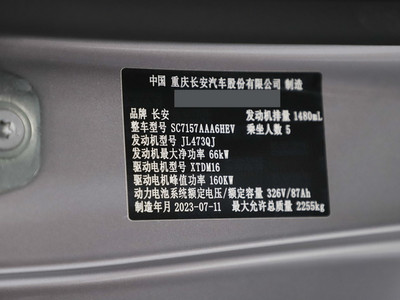 中国 重庆长安汽车股份有限公司 制造
品牌 长安 发动机排量 1480mL
整车型号 SC7157AAA6HEV 乘坐人数 5
发动机型号 JL473QJ
发动机最大净功率 66kW
驱动电机型号 XTDM16
驱动电机峰值功率 160KW
动力电池系统额定电压/额定容量 326V/87Ah
制造年月 2023-07-11 最大允许总质量 2255kg